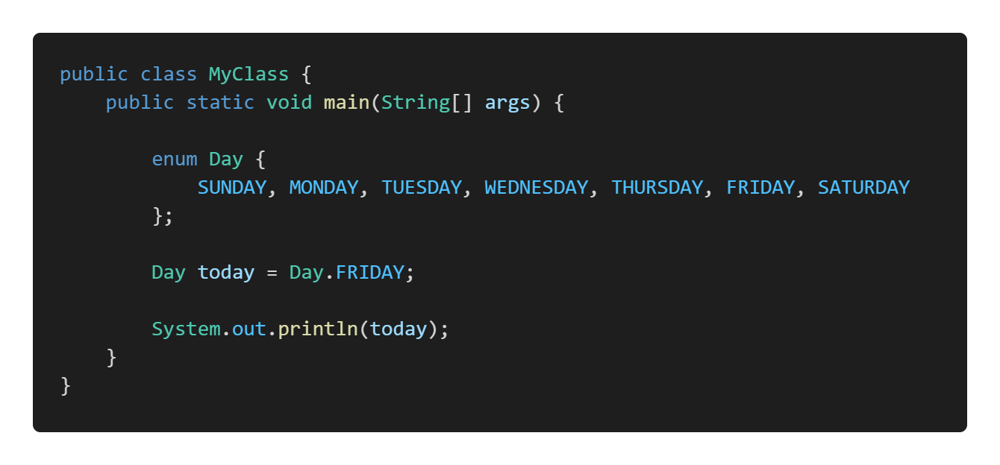 public class MyClass {
    public static void main(String[] args) {

        enum Day {
            SUNDAY, MONDAY, TUESDAY, WEDNESDAY, THURSDAY, FRIDAY, SATURDAY
        };

        Day today = Day.FRIDAY;

        System.out.println(today);
    }
}